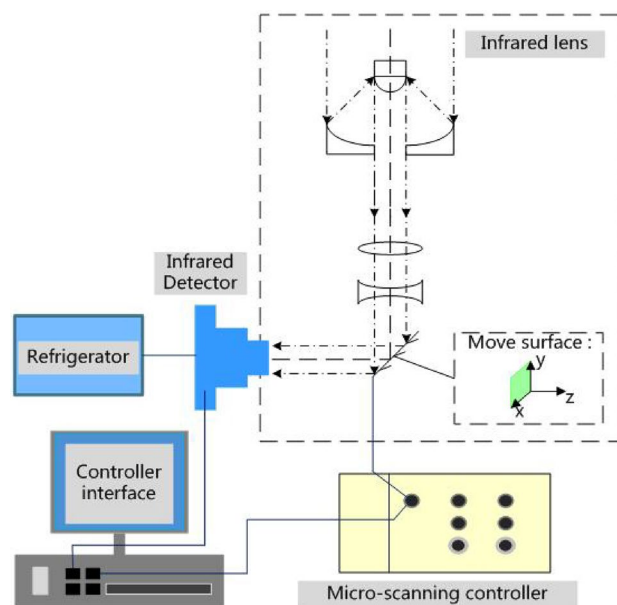 Infrared lens
Infrared
Detector
Refrigerator
Move surface :
y
z
x
Controller
interface
Micro-scanning controller